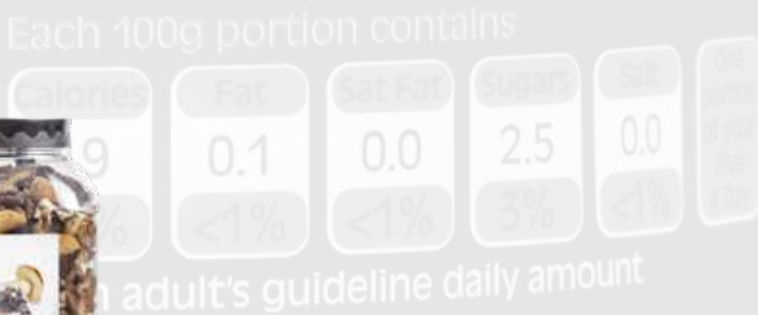 Each 100g portion contains
Calories Fat Sat Fat Sugars Salt One portion of your Five A Day
9 0.1 0.0 2.5 0.0
% <1% <1% 3% <1%
adult's guideline daily amount